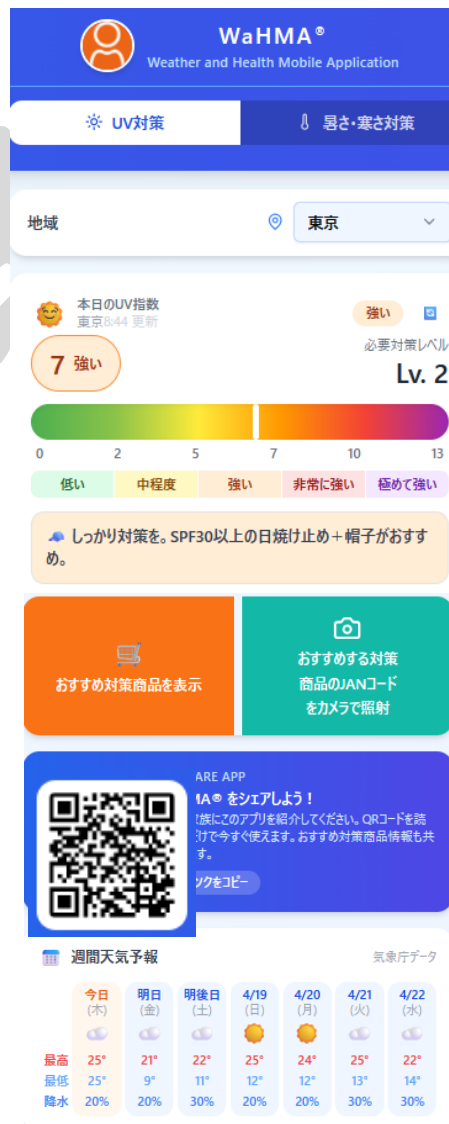 WaHMA®
Weather and Health Mobile Application
UV対策
暑さ・寒さ対策
地域
東京
本日のUV指数
東京8:44 更新
強い
必要対策レベル
7 強い
Lv. 2
0 2 5 7 10 13
低い 中程度 強い 非常に強い 極めて強い
しっかり対策を。SPF30以上の日焼け止め＋帽子がおすす
め。
おすすめ対策商品を表示
おすすめする対策
商品のJANコード
をカメラで照射
ARE APP
MA® をシェアしよう！
族にこのアプリを紹介してください。QRコードを読
けで今すぐ使えます。おすすめ対策商品情報も共
す。
ンクをコピー
週間天気予報
気象庁データ
今日 明日 明後日 4/19 4/20 4/21 4/22
(木) (金) (土) (日) (月) (火) (水)
最高 25° 21° 22° 25° 24° 25° 22°
最低 25° 9° 11° 12° 12° 13° 14°
降水 20% 20% 30% 20% 20% 30% 30%